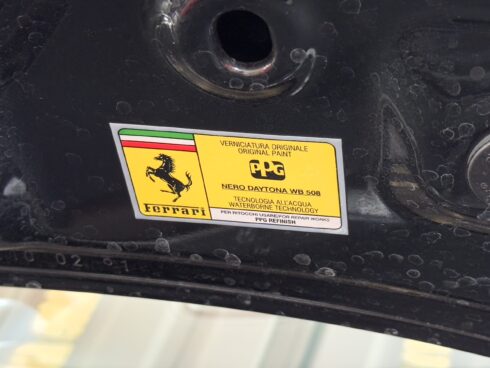 VERNICIATURA ORIGINALE
ORIGINAL PAINT
PPG
NERO DAYTONA WB 508
TECNOLOGIA ALL'ACQUA
WATERBORNE TECHNOLOGY
PER RITOCCHI USARE/FOR REPAIR WORKS
PPG REFINISH
Ferrari